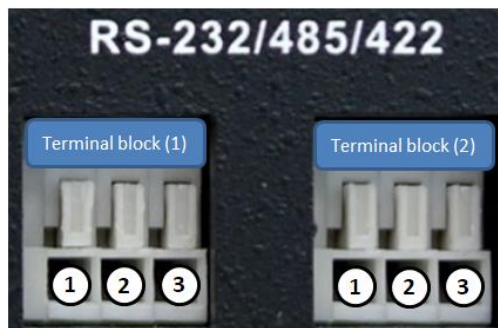 RS-232/485/422
Terminal block (1)
Terminal block (2)
1 2 3
1 2 3